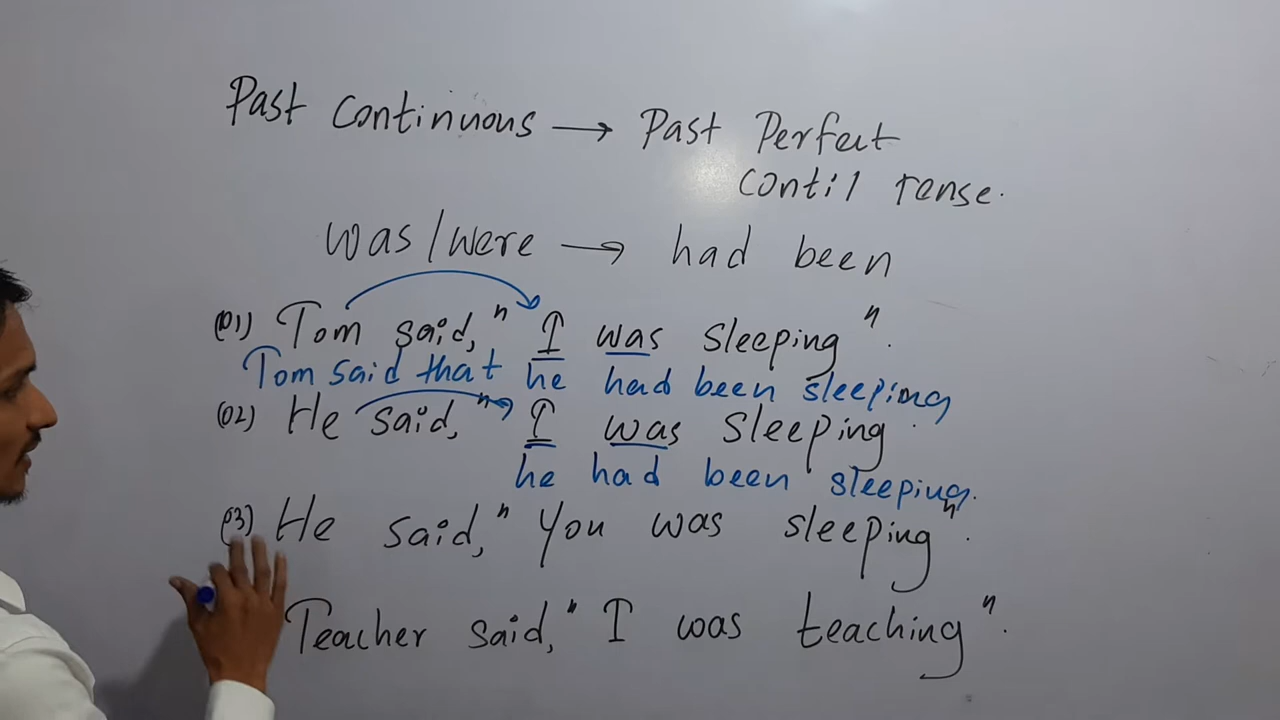 Past Continuous → Past Perfect
Conti/ Tense.
was/were → had been
(01) Tom said, " I was sleeping ".
Tom said that he had been sleeping
(02) He said, " I was sleeping
he had been sleeping.
(3) He said, " You was sleeping".
Teacher said, " I was teaching ".